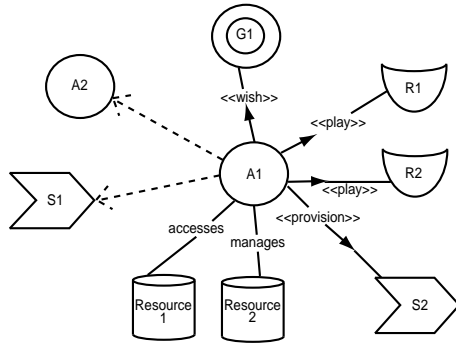 G1
A2
<<wish>>
R1
<<play>>
A1
R2
<<play>>
S1
<<provision>>
accesses
manages
Resource
1
Resource
2
S2